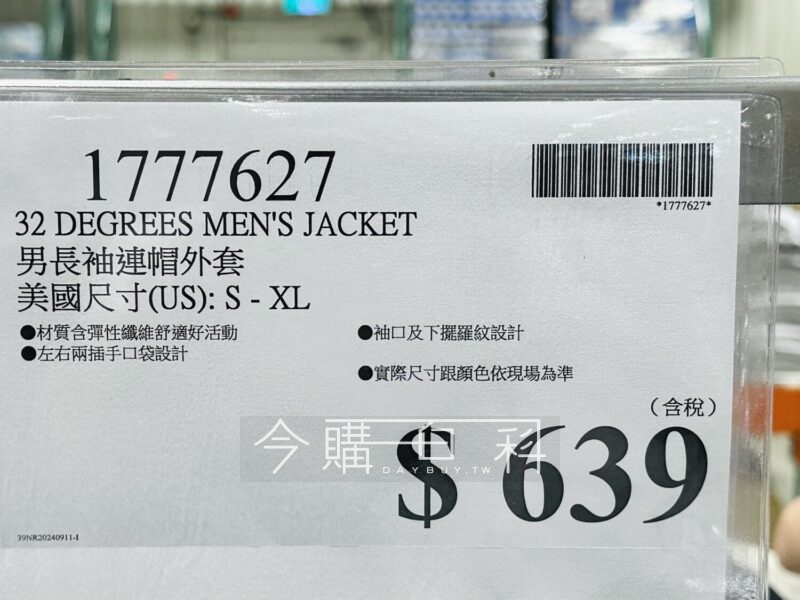 1777627
*1777627*
32 DEGREES MEN'S JACKET
男長袖連帽外套
美國尺寸(US): S - XL
●材質含彈性纖維舒適好活動
●左右兩插手口袋設計
●袖口及下擺羅紋設計
●實際尺寸跟顏色依現場為準
（含稅）
$ 639
今購百科
DAYBUY.TW
39NR20240911-I